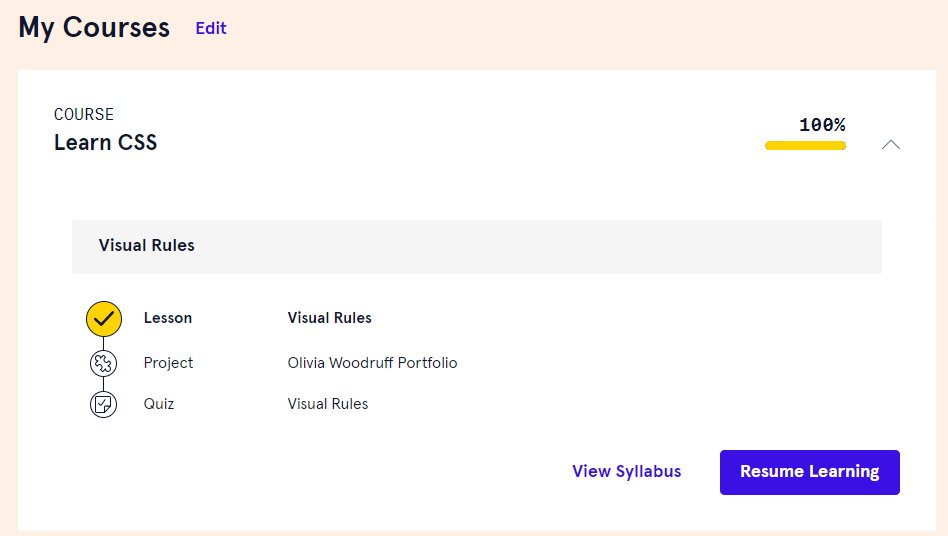 My Courses Edit
COURSE
Learn CSS
100%
Visual Rules
Lesson Visual Rules
Project Olivia Woodruff Portfolio
Quiz Visual Rules
View Syllabus Resume Learning